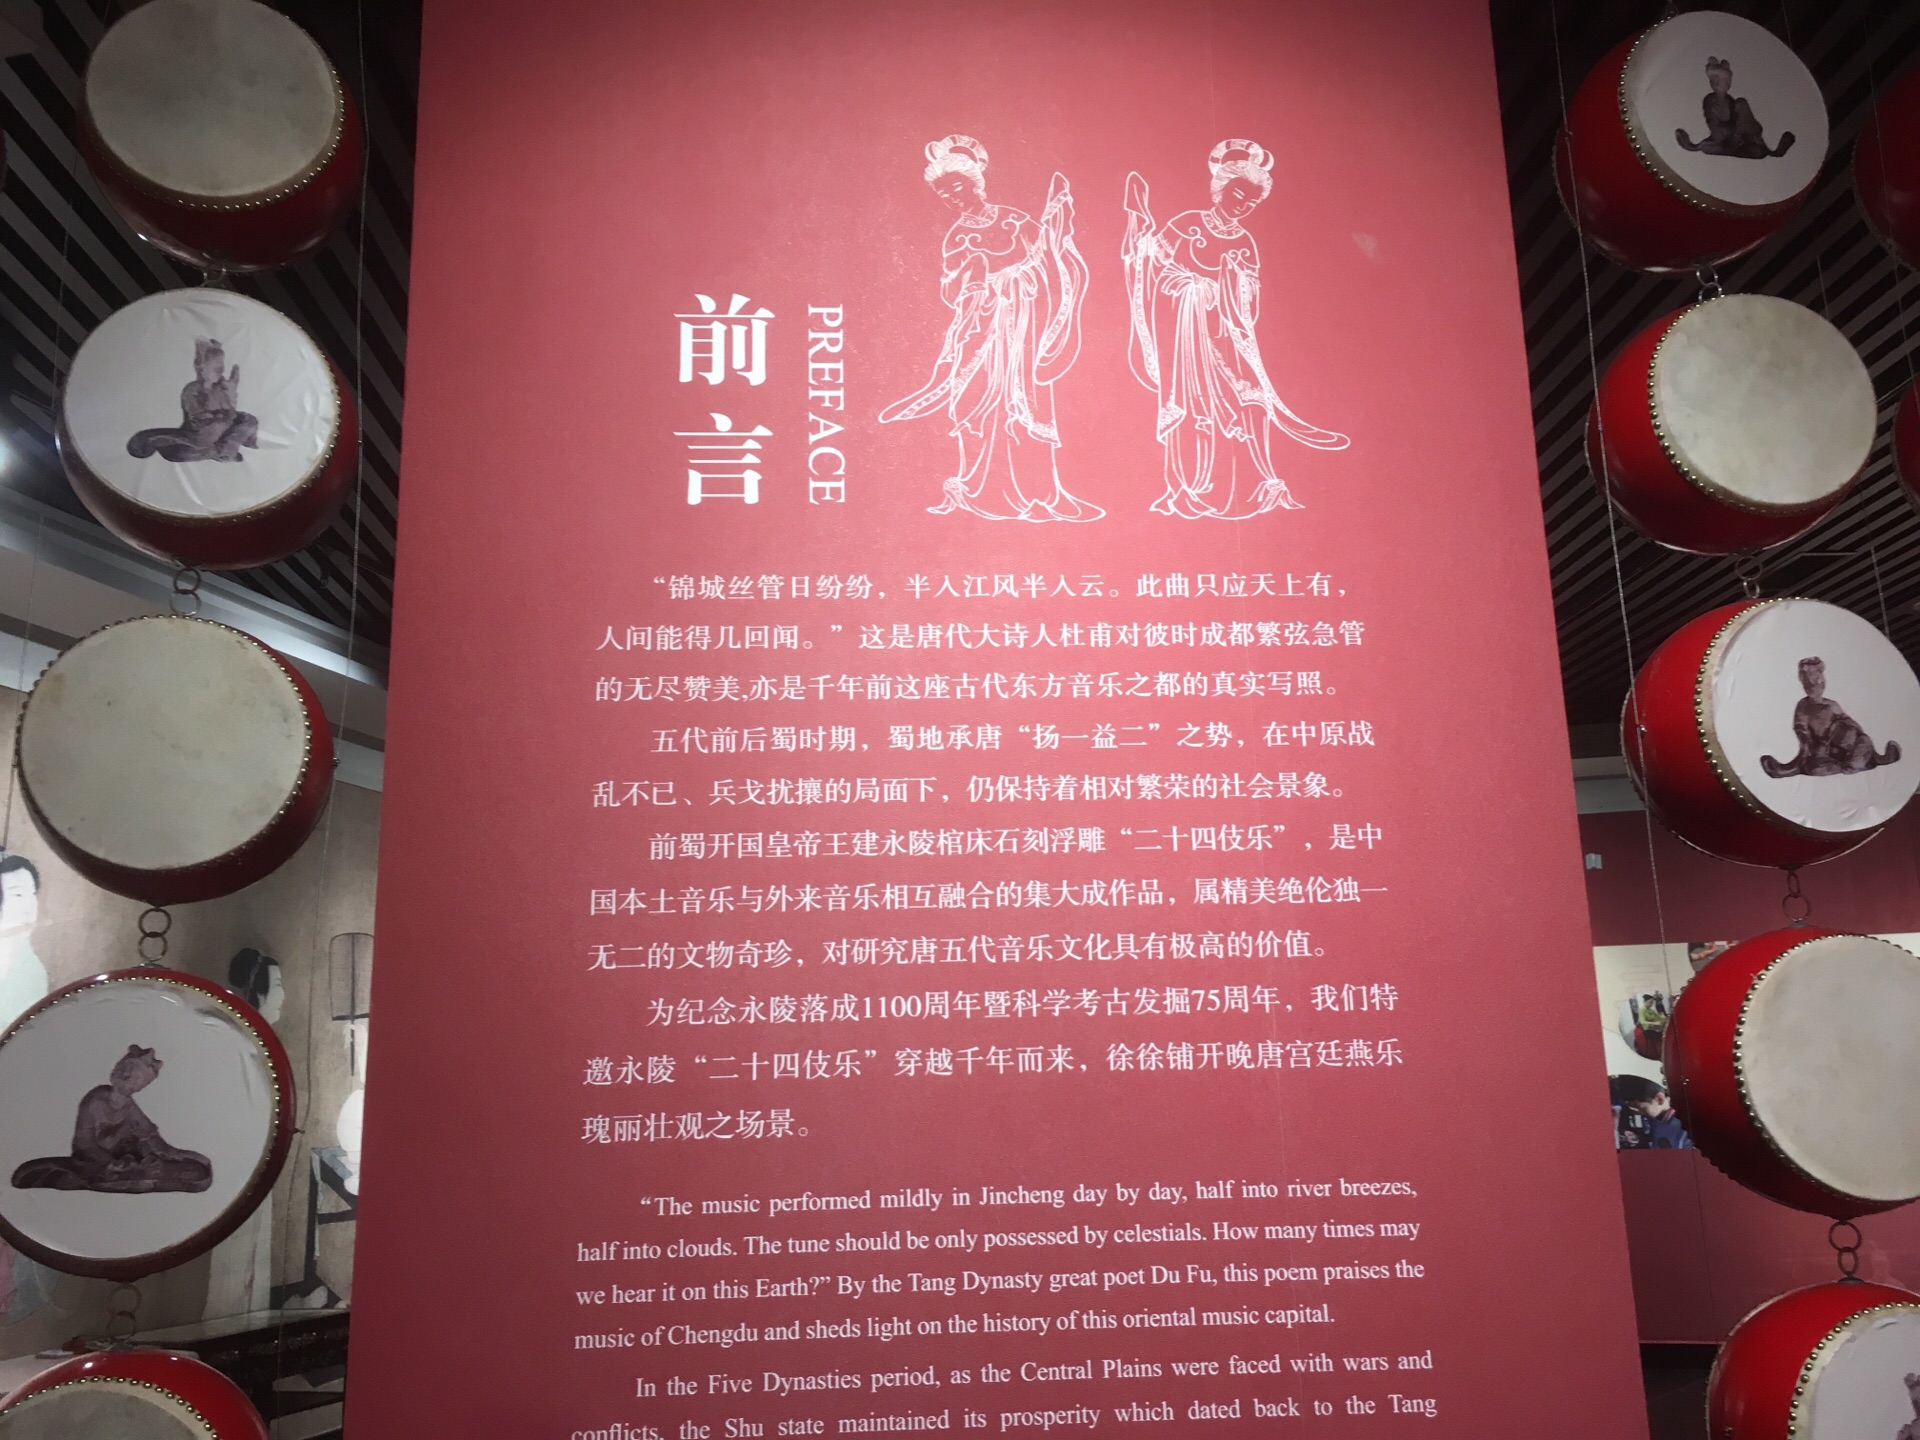 前言
PREFACE
“锦城丝管日纷纷，半入江风半入云。此曲只应天上有，
人间能得几回闻。”这是唐代大诗人杜甫对彼时成都繁弦急管
的无尽赞美,亦是千年前这座古代东方音乐之都的真实写照。
五代前后蜀时期，蜀地承唐“扬一益二”之势，在中原战
乱不已、兵戈扰攘的局面下，仍保持着相对繁荣的社会景象。
前蜀开国皇帝王建永陵棺床石刻浮雕“二十四伎乐”，是中
国本土音乐与外来音乐相互融合的集大成作品，属精美绝伦独一
无二的文物奇珍，对研究唐五代音乐文化具有极高的价值。
为纪念永陵落成1100周年暨科学考古发掘75周年，我们特
邀永陵“二十四伎乐”穿越千年而来，徐徐铺开晚唐宫廷燕乐
瑰丽壮观之场景。
“The music performed mildly in Jincheng day by day, half into river breezes,
half into clouds. The tune should be only possessed by celestials. How many times may
we hear it on this Earth?” By the Tang Dynasty great poet Du Fu, this poem praises the
music of Chengdu and sheds light on the history of this oriental music capital.
In the Five Dynasties period, as the Central Plains were faced with wars and
conflicts, the Shu state maintained its prosperity which dated back to the Tang